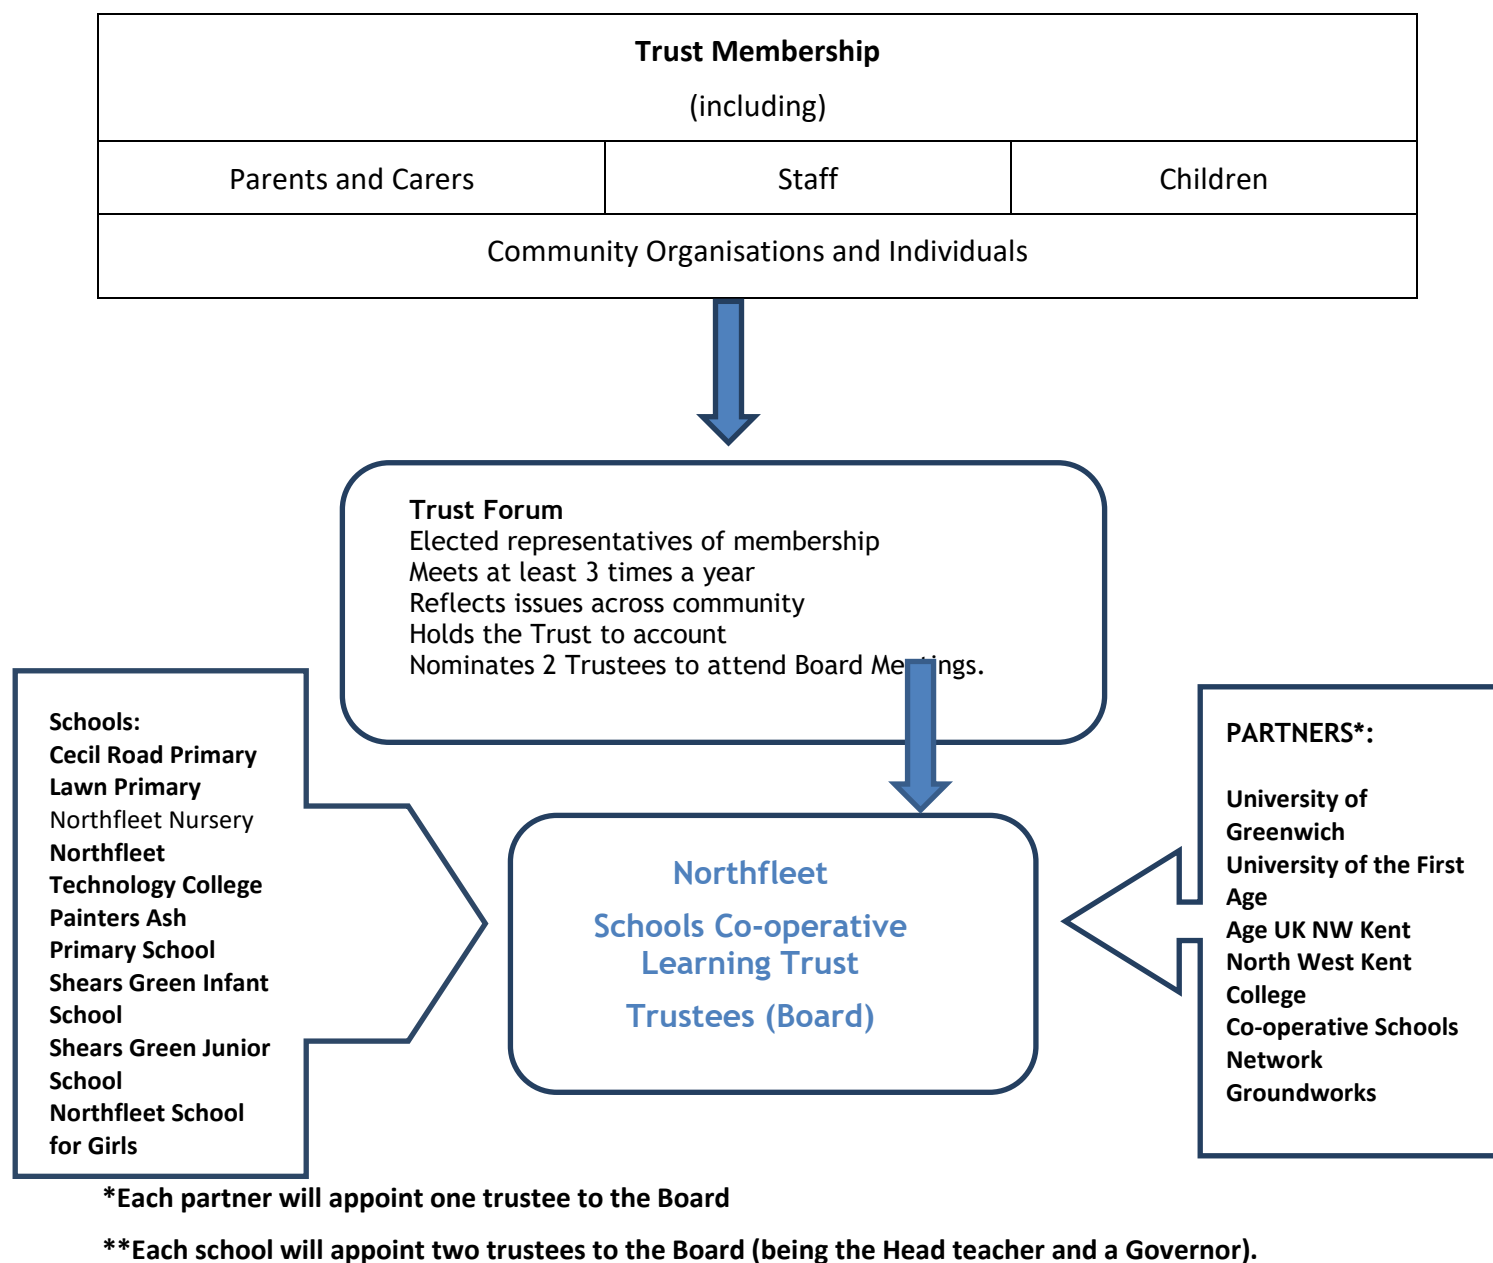 Trust Membership
(including)
Parents and Carers
Staff
Children
Community Organisations and Individuals
Trust Forum
Elected representatives of membership
Meets at least 3 times a year
Reflects issues across community
Holds the Trust to account
Nominates 2 Trustees to attend Board Meetings.
Schools:
Cecil Road Primary
Lawn Primary
Northfleet Nursery
Northfleet
Technology College
Painters Ash
Primary School
Shears Green Infant
School
Shears Green Junior
School
Northfleet School
for Girls
Northfleet
Schools Co-operative
Learning Trust
Trustees (Board)
PARTNERS*:
University of
Greenwich
University of the First
Age
Age UK NW Kent
North West Kent
College
Co-operative Schools
Network
Groundworks
*Each partner will appoint one trustee to the Board
**Each school will appoint two trustees to the Board (being the Head teacher and a Governor).